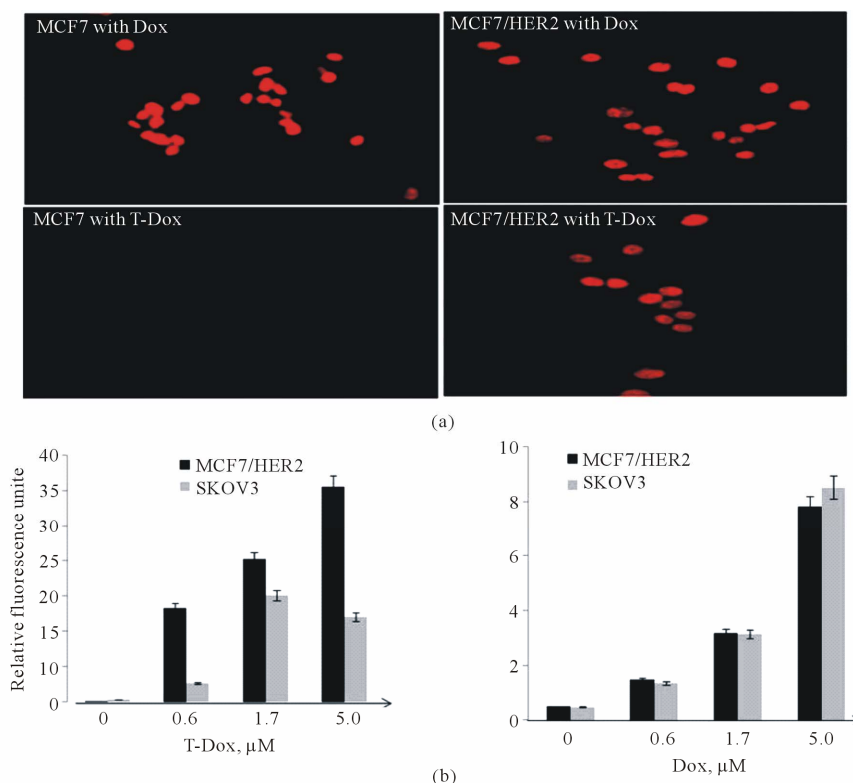 MCF7 with Dox
MCF7/HER2 with Dox
MCF7 with T-Dox
MCF7/HER2 with T-Dox
(a)
Relative fluorescence unite
40
35
30
25
20
15
10
0
MCF7/HER2
SKOV3
0 0.6 1.7 5.0
T-Dox, μM
10
8
6
4
2
0
MCF7/HER2
SKOV3
0 0.6 1.7 5.0
Dox, μM
(b)